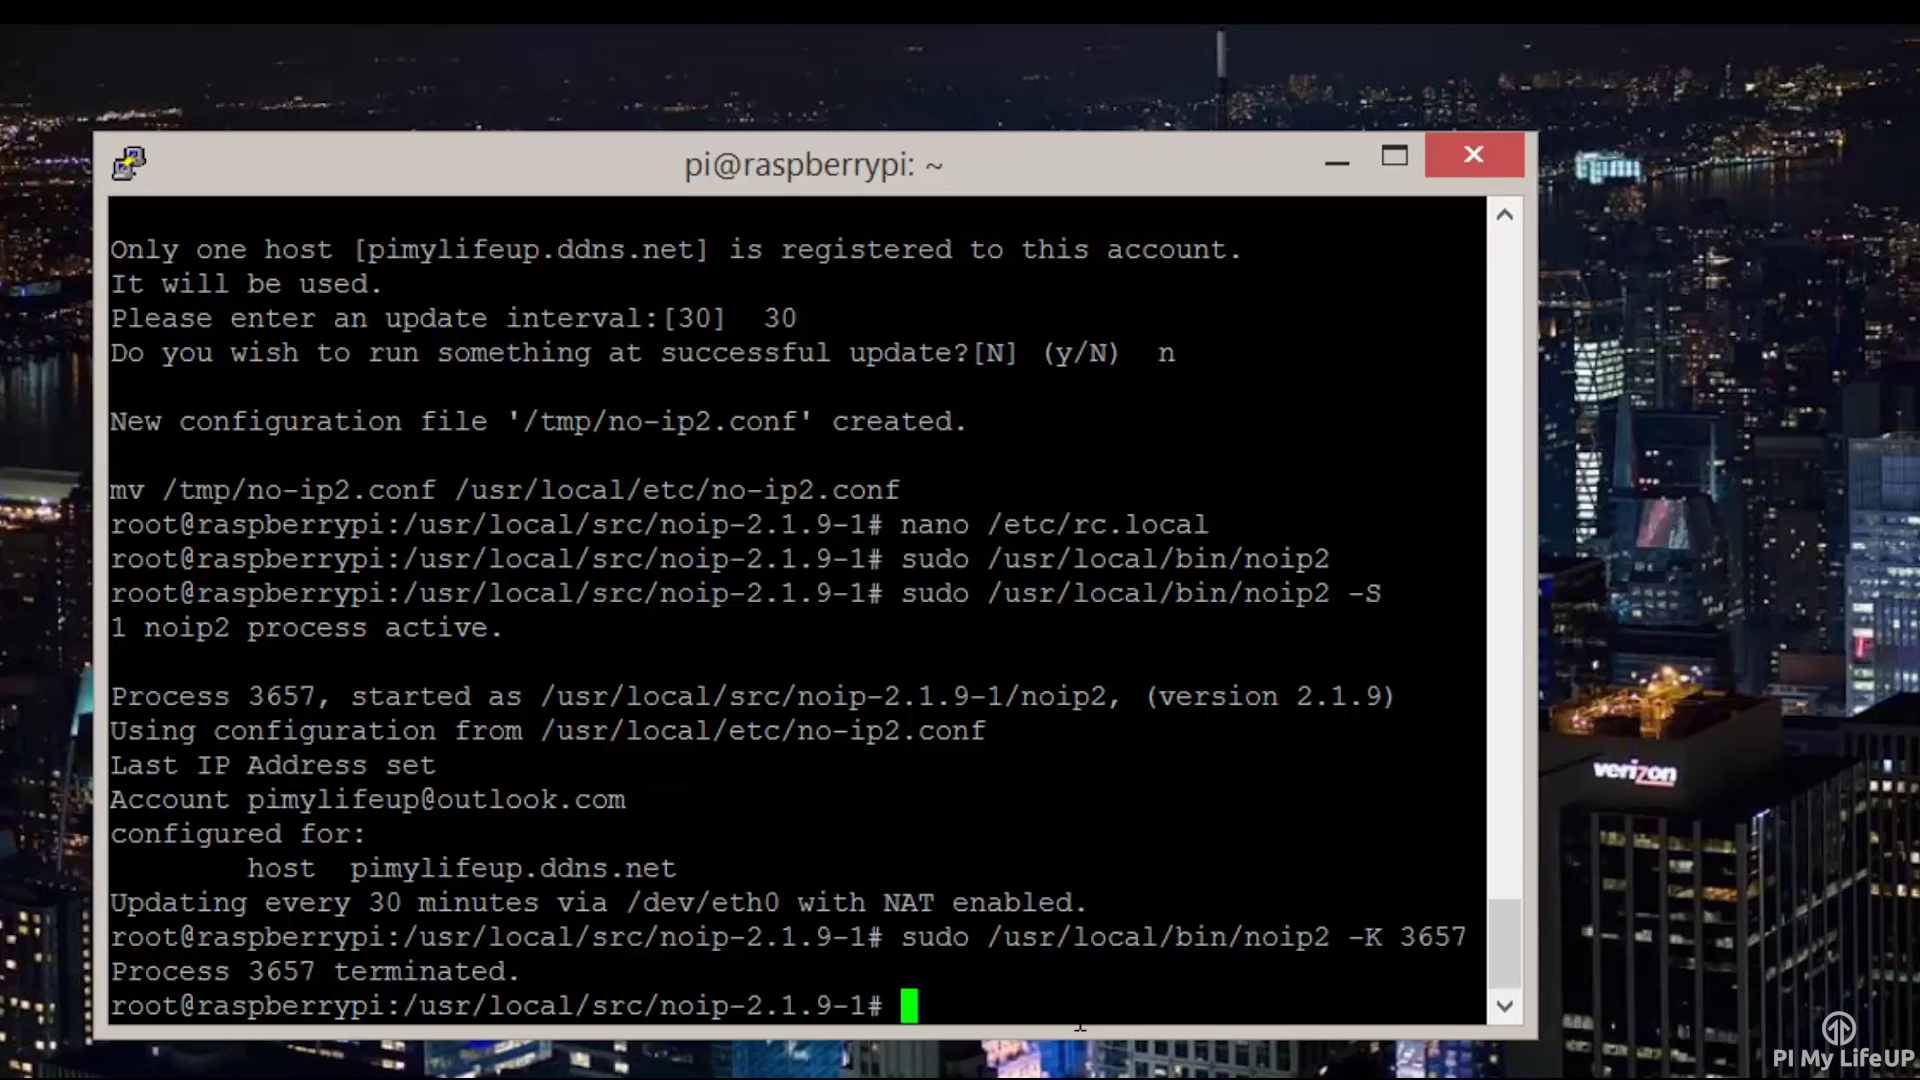 pi@raspberrypi: ~
Only one host [pimylifeup.ddns.net] is registered to this account.
It will be used.
Please enter an update interval:[30]  30
Do you wish to run something at successful update?[N] (y/N)  n
New configuration file '/tmp/no-ip2.conf' created.
mv /tmp/no-ip2.conf /usr/local/etc/no-ip2.conf
root@raspberrypi:/usr/local/src/noip-2.1.9-1# nano /etc/rc.local
root@raspberrypi:/usr/local/src/noip-2.1.9-1# sudo /usr/local/bin/noip2
root@raspberrypi:/usr/local/src/noip-2.1.9-1# sudo /usr/local/bin/noip2 -S
1 noip2 process active.
Process 3657, started as /usr/local/src/noip-2.1.9-1/noip2, (version 2.1.9)
Using configuration from /usr/local/etc/no-ip2.conf
Last IP Address set
Account pimylifeup@outlook.com
configured for:
        host  pimylifeup.ddns.net
Updating every 30 minutes via /dev/eth0 with NAT enabled.
root@raspberrypi:/usr/local/src/noip-2.1.9-1# sudo /usr/local/bin/noip2 -K 3657
Process 3657 terminated.
root@raspberrypi:/usr/local/src/noip-2.1.9-1#
verizon
PI My LifeUP